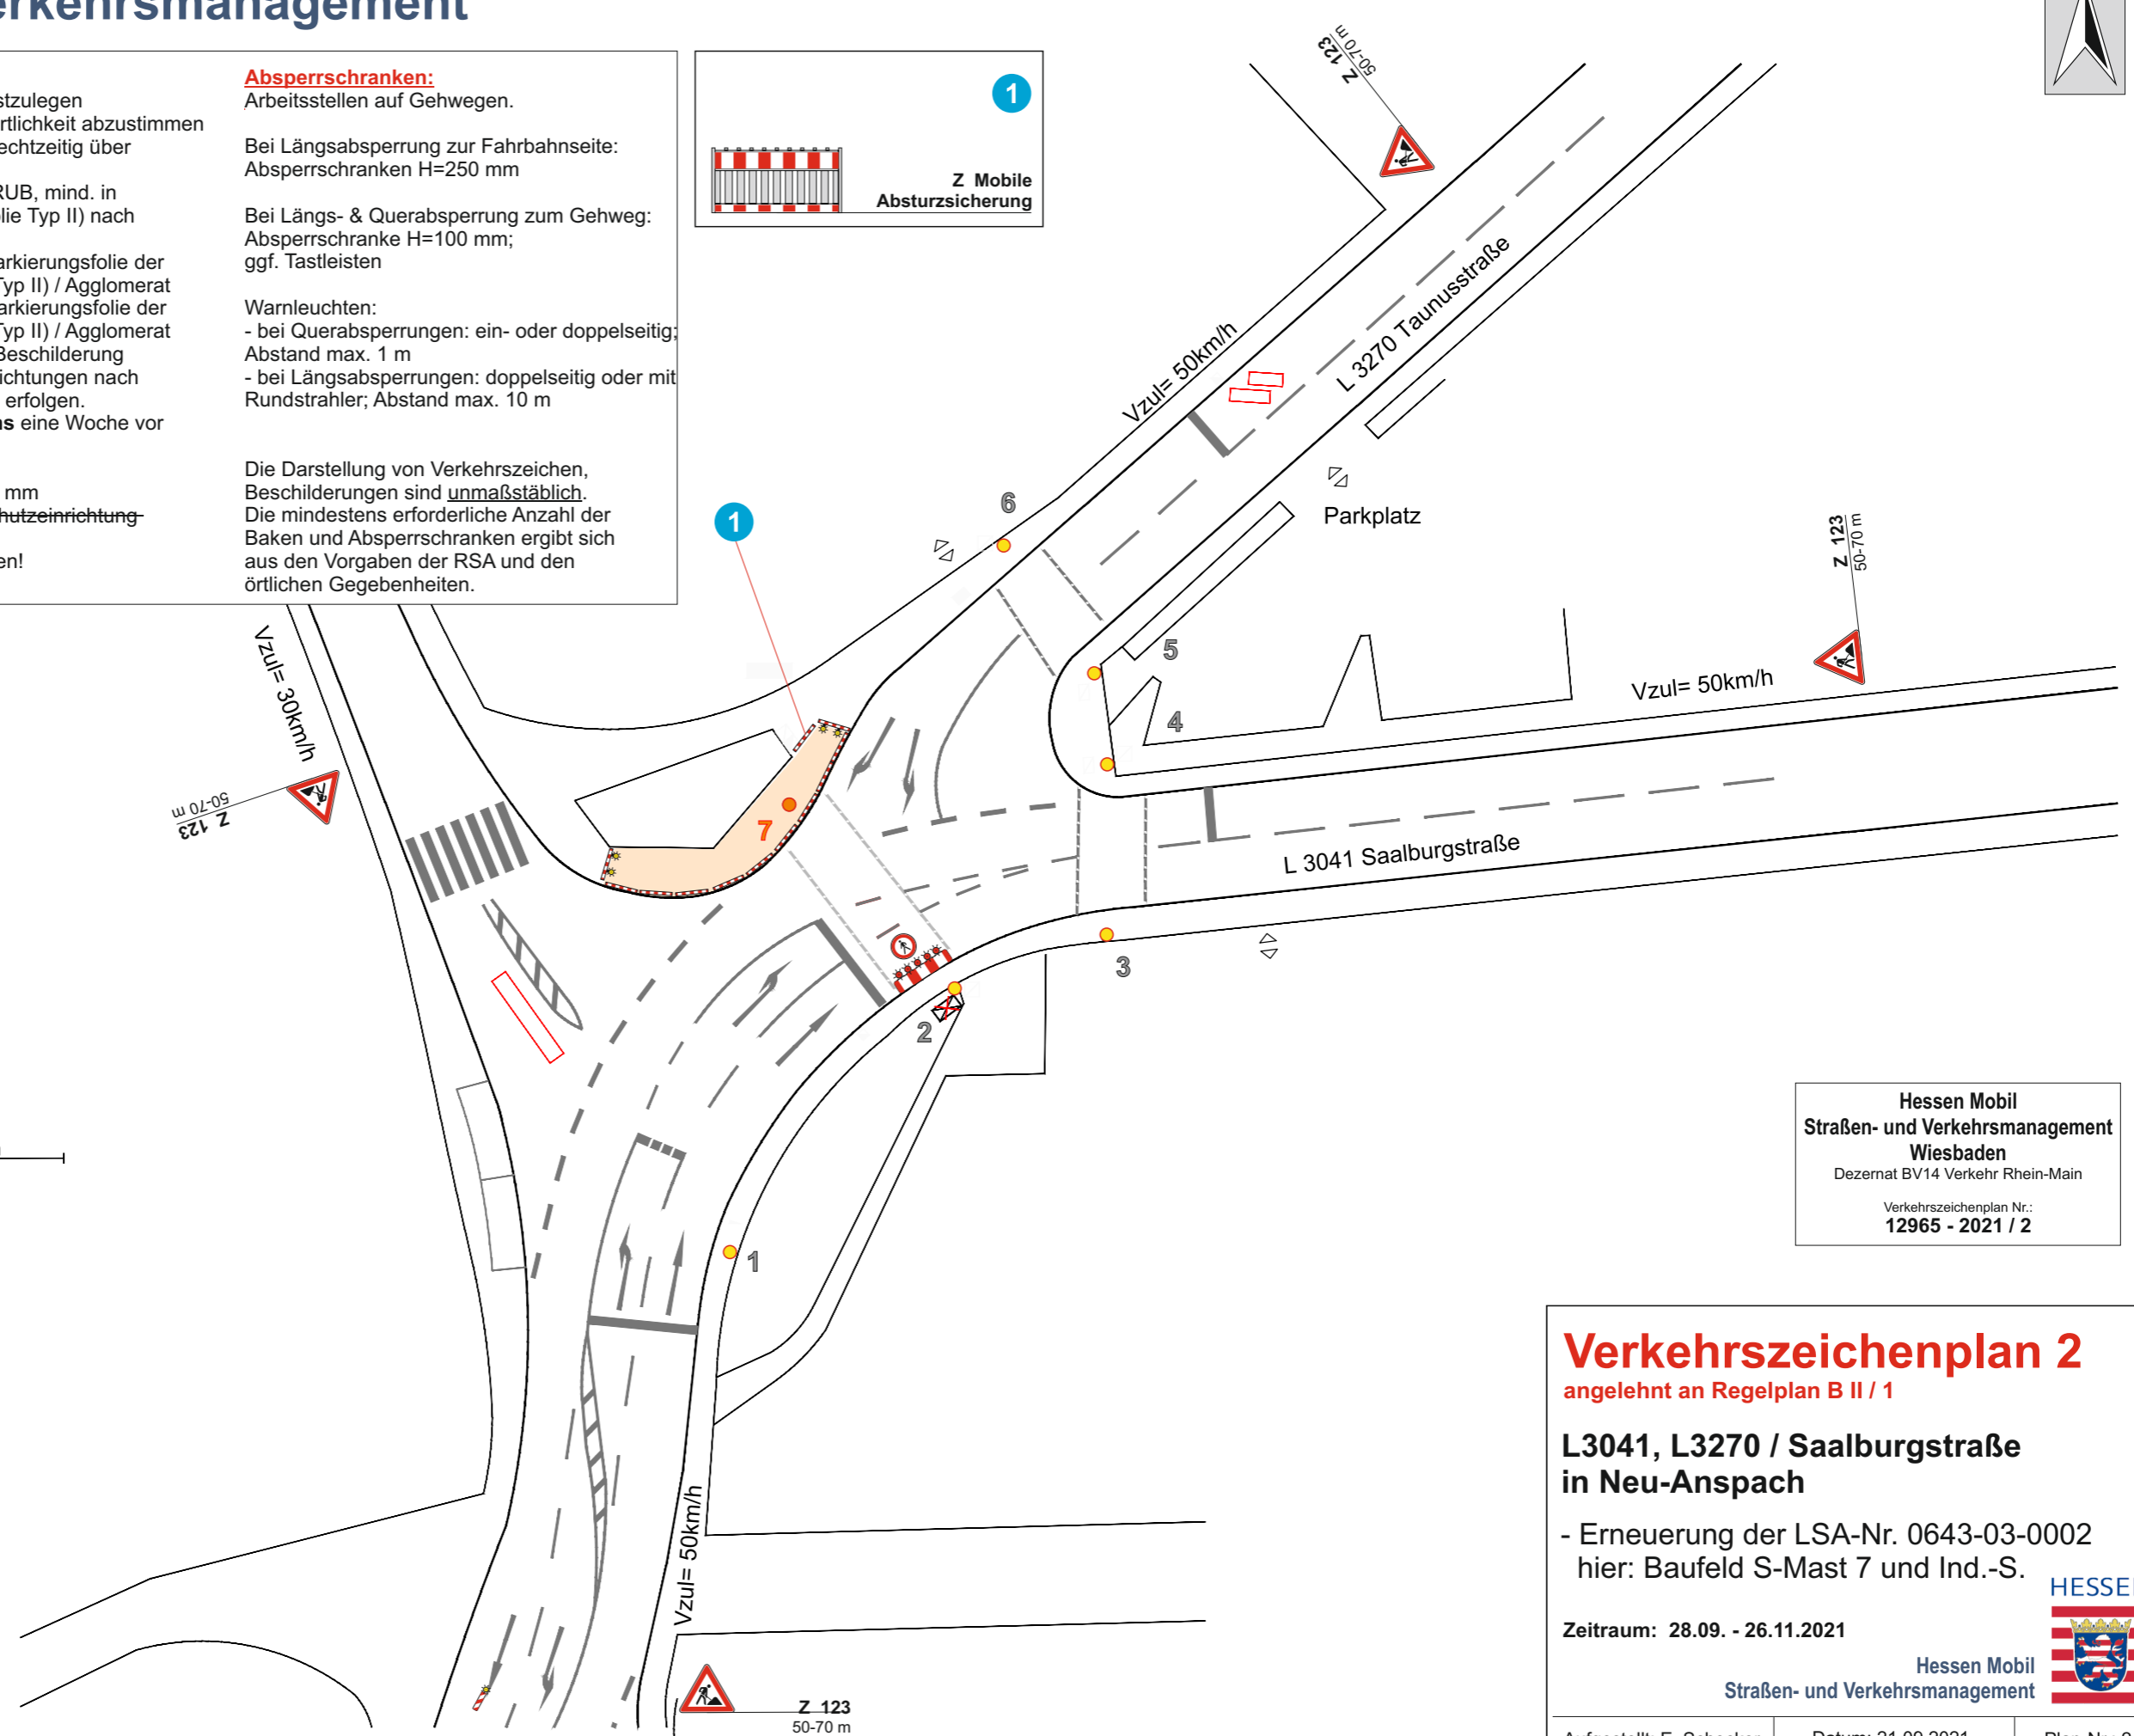 erkehrsmanagement
stzulegen
rtlichkeit abzustimmen
echtzeitig über
RUB, mind. in
olie Typ II) nach
arkierungsfolie der
Typ II) / Agglomerat
arkierungsfolie der
Typ II) / Agglomerat
Beschilderung
ichtungen nach
erfolgen.
ns eine Woche vor
mm
hutzeinrichtung
en!
Absperrschranken:
Arbeitsstellen auf Gehwegen.
Bei Längsabsperrung zur Fahrbahnseite:
Absperrschranken H=250 mm
Bei Längs- & Querabsperrung zum Gehweg:
Absperrschranke H=100 mm;
ggf. Tastleisten
Warnleuchten:
- bei Querabsperrungen: ein- oder doppelseitig;
Abstand max. 1 m
- bei Längsabsperrungen: doppelseitig oder mit
Rundstrahler; Abstand max. 10 m
Die Darstellung von Verkehrszeichen,
Beschilderungen sind unmaßstäblich.
Die mindestens erforderliche Anzahl der
Baken und Absperrschranken ergibt sich
aus den Vorgaben der RSA und den
örtlichen Gegebenheiten.
1
Z Mobile
Absturzsicherung
Z 123
50-70 m
L 3270 Taunusstraße
Vzul= 50km/h
Parkplatz
6
1
5
4
Z 123
50-70 m
Vzul= 50km/h
Vzul= 30km/h
Z 123
50-70 m
7
L 3041 Saalburgstraße
3
2
1
Vzul= 50km/h
Z 123
50-70 m
Hessen Mobil
Straßen- und Verkehrsmanagement
Wiesbaden
Dezernat BV14 Verkehr Rhein-Main
Verkehrszeichenplan Nr.:
12965 - 2021 / 2
Verkehrszeichenplan 2
angelehnt an Regelplan B II / 1
L3041, L3270 / Saalburgstraße
in Neu-Anspach
- Erneuerung der LSA-Nr. 0643-03-0002
hier: Baufeld S-Mast 7 und Ind.-S.
HESSE
Zeitraum: 28.09. - 26.11.2021
Hessen Mobil
Straßen- und Verkehrsmanagement